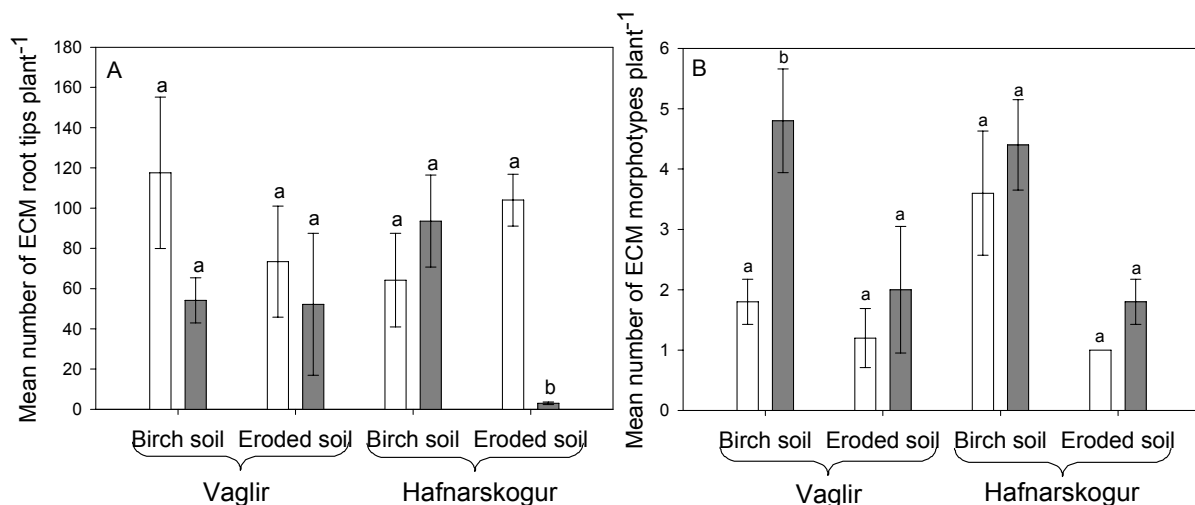 A
Mean number of ECM root tips plant⁻¹
180
160
140
120
100
80
60
40
20
0
a
a
a
a
a
a
a
b
Birch soil Eroded soil Birch soil Eroded soil
Vaglir Hafnarskogur
B
Mean number of ECM morphotypes plant⁻¹
6
5
4
3
2
1
0
a
b
a
a
a
a
a
a
Birch soil Eroded soil Birch soil Eroded soil
Vaglir Hafnarskogur